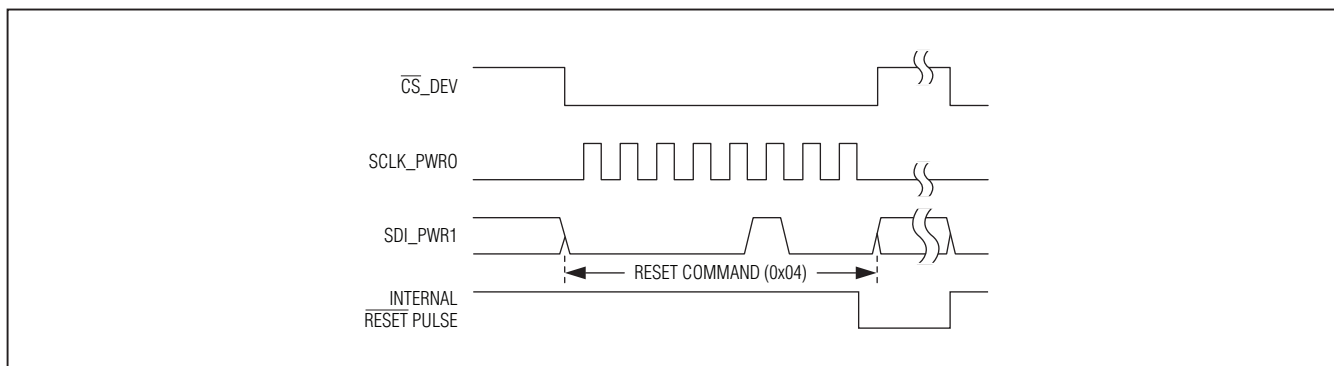 CS_DEV
SCLK_PWR0
SDI_PWR1
RESET COMMAND (0x04)
INTERNAL
RESET PULSE